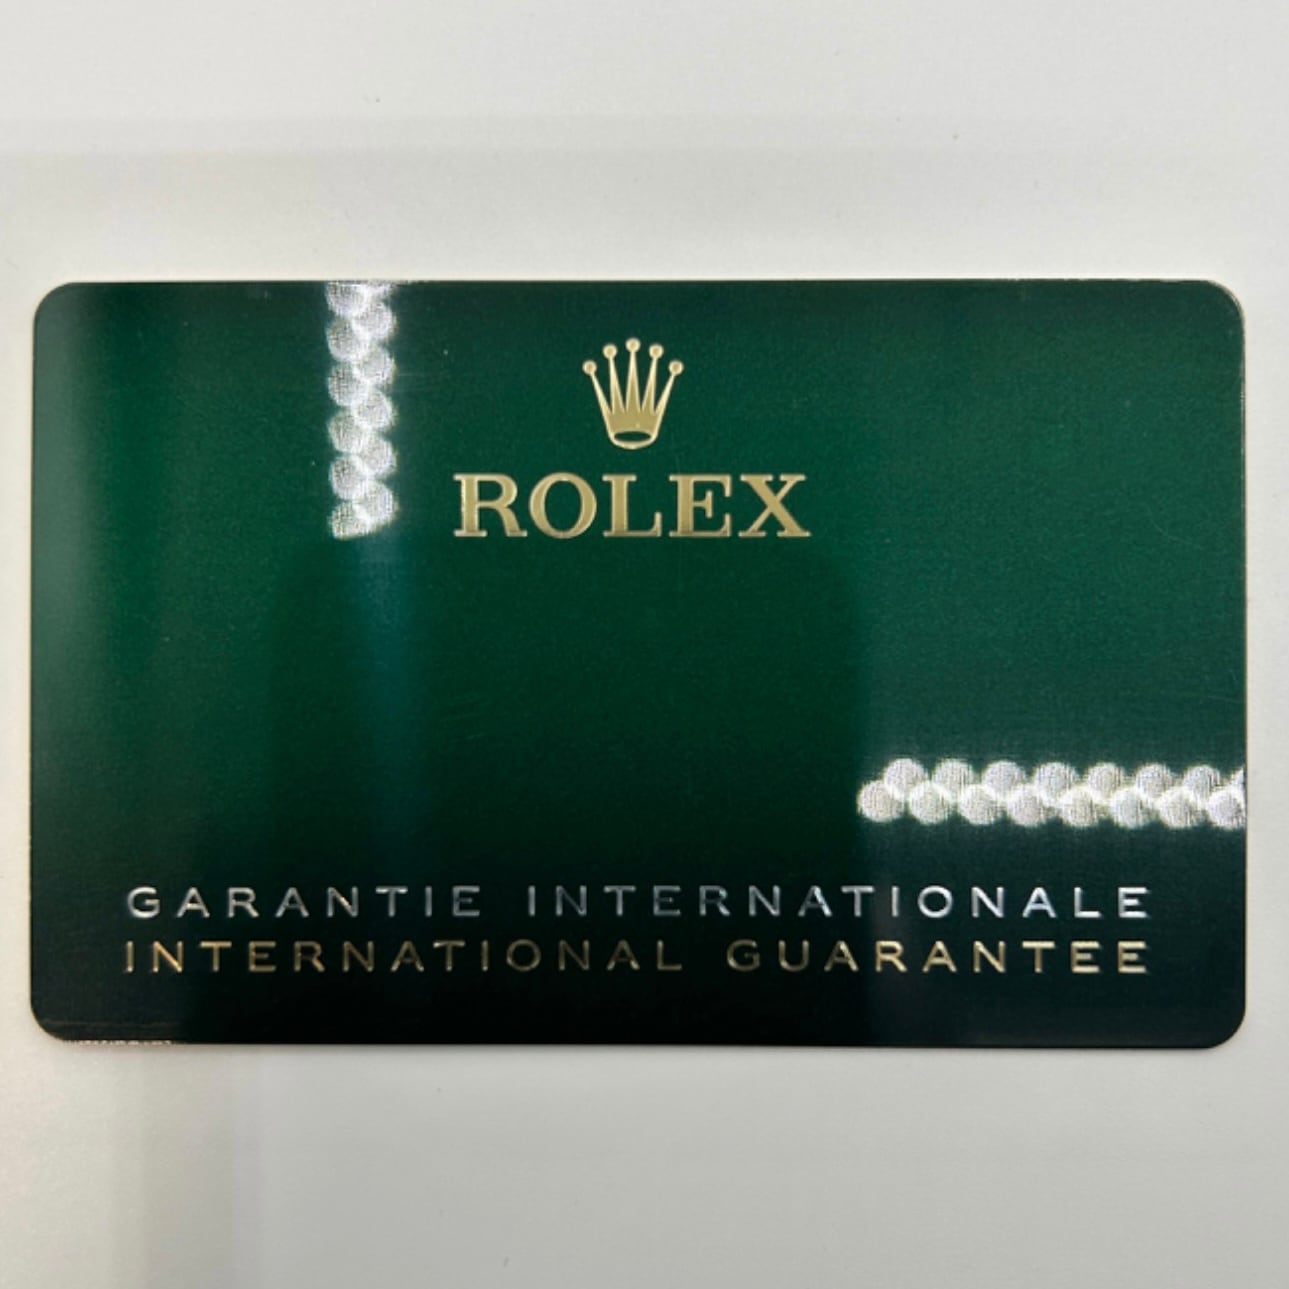 ROLEX
GARANTIE INTERNATIONALE
INTERNATIONAL GUARANTEE